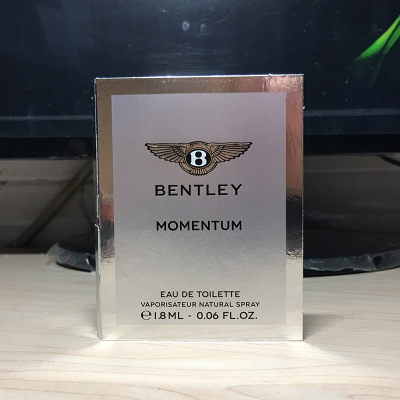 B
BENTLEY
MOMENTUM
EAU DE TOILETTE
VAPORISATEUR NATURAL SPRAY
℮1.8 ML - 0.06 FL.OZ.